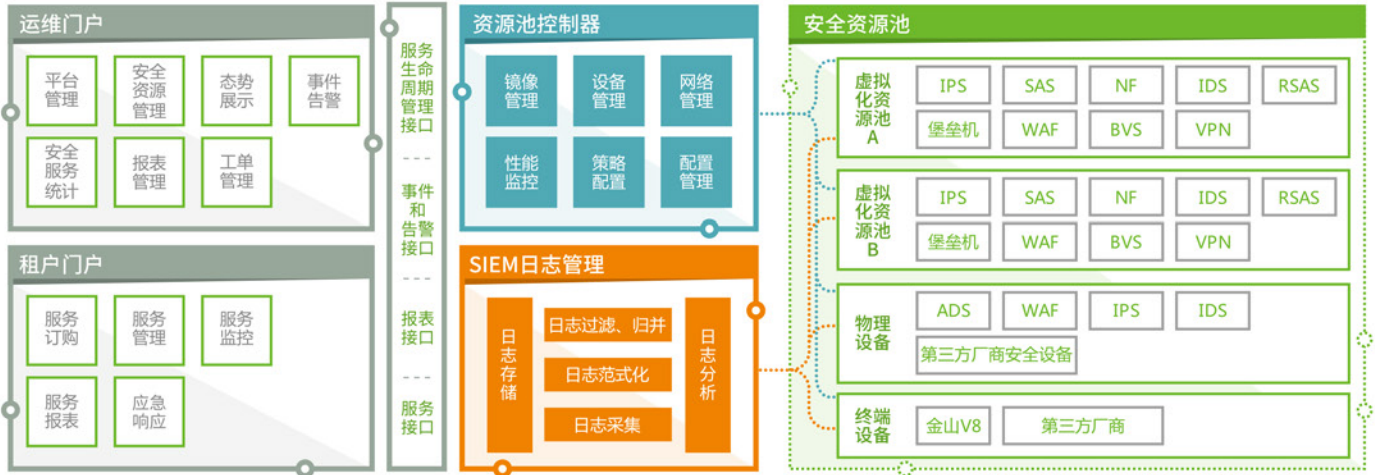 运维门户
平台
管理
安全
资源
管理
态势
展示
事件
告警
安全
服务
统计
报表
管理
工单
管理
租户门户
服务
订购
服务
管理
服务
监控
服务
报表
应急
响应
服务
生命
周期
管理
接口
---
事件
和
告警
接口
---
报表
接口
---
服务
接口
资源池控制器
镜像
管理
设备
管理
网络
管理
性能
监控
策略
配置
配置
管理
SIEM日志管理
日志存储
日志过滤、归并
日志范式化
日志采集
日志分析
安全资源池
虚拟
化资
源池
A
IPS
SAS
NF
IDS
RSAS
堡垒机
WAF
BVS
VPN
虚拟
化资
源池
B
IPS
SAS
NF
IDS
RSAS
堡垒机
WAF
BVS
VPN
物理
设备
ADS
WAF
IPS
IDS
第三方厂商安全设备
终端
设备
金山V8
第三方厂商